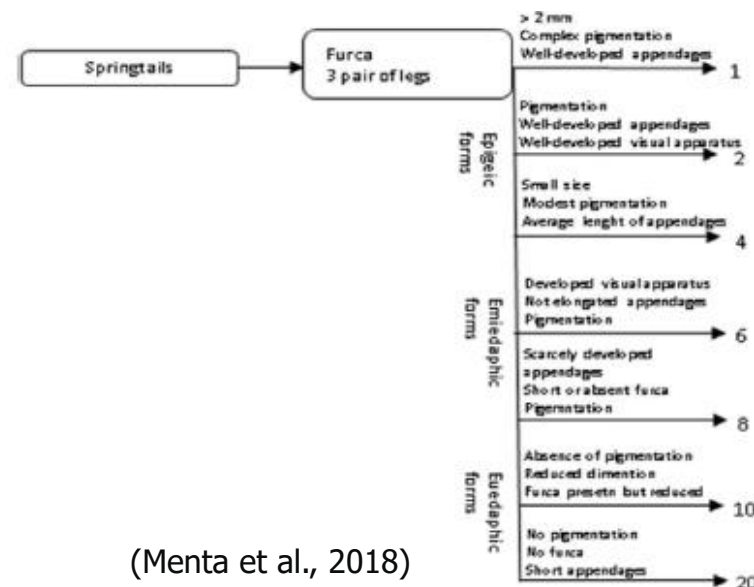 Springtails
Furca
3 pair of legs
> 2 mm
Complex pigmentation
Well-developed appendages
1
Epigeic
forms
Pigmentation
Well-developed appendages
Well-developed visual apparatus
2
Small size
Modest pigmentation
Average lenght of appendages
4
Emiedaphic
forms
Developed visual apparatus
Not elongated appendages
Pigmentation
6
Scarcely developed
appendages
Short or absent furca
Pigemntation
8
Euedaphic
forms
Absence of pigmentation
Reduced dimention
Furca presetn but reduced
10
No pigmentation
No furca
Short appendages
20
(Menta et al., 2018)